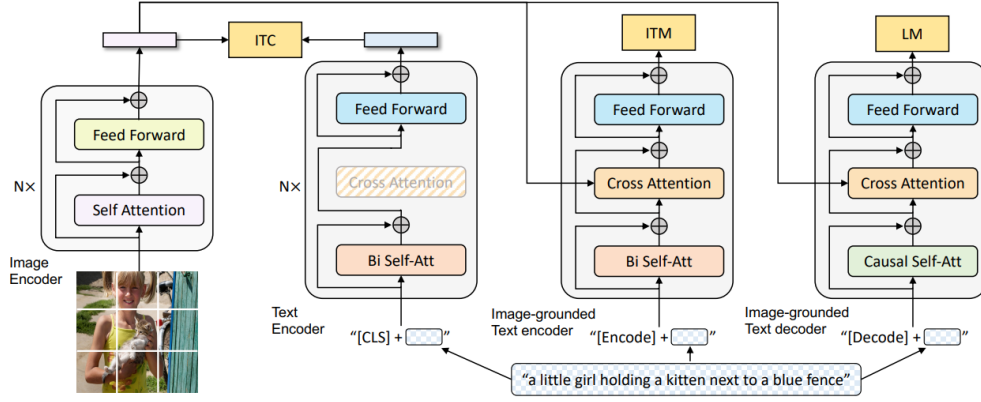 ITC
ITM
LM
Feed Forward
Self Attention
N×
Image
Encoder
Feed Forward
Cross Attention
Bi Self-Att
N×
Text
Encoder
"[CLS] + "
Feed Forward
Cross Attention
Bi Self-Att
Image-grounded
Text encoder
"[Encode] + "
Feed Forward
Cross Attention
Causal Self-Att
Image-grounded
Text decoder
"[Decode] + "
"a little girl holding a kitten next to a blue fence"